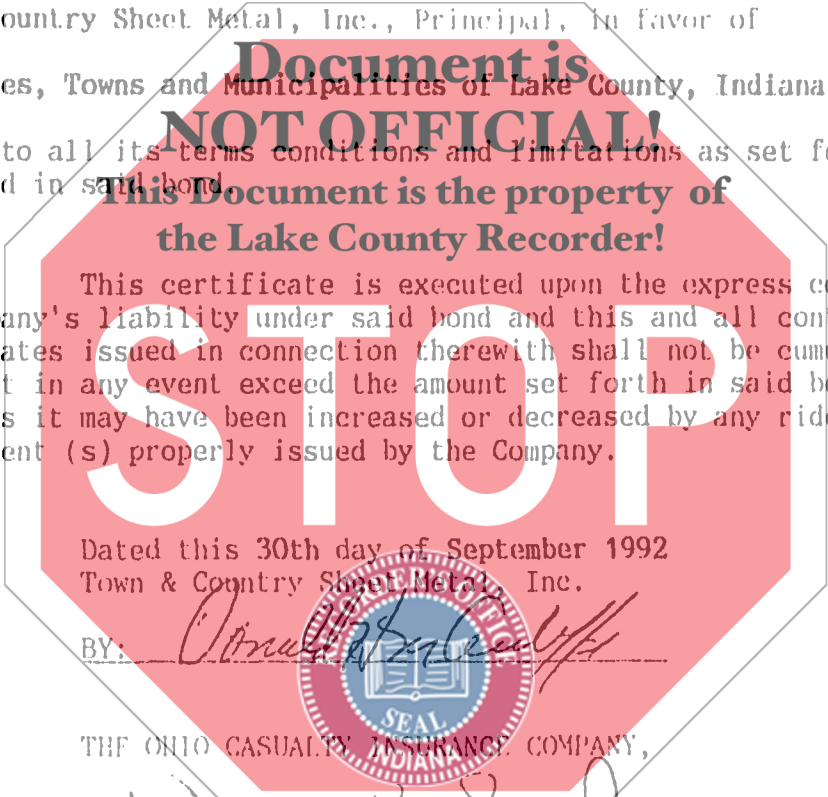 ountry Sheet Metal, Inc., Principal, in favor of
Document is
es, Towns and Municipalities of Lake County, Indiana
NOT OFFICIAL!
to all its terms conditions and limitations as set f
d in said bond.
This Document is the property of
the Lake County Recorder!
This certificate is executed upon the express c
any's liability under said bond and this and all con
ates issued in connection therewith shall not be cum
t in any event exceed the amount set forth in said b
s it may have been increased or decreased by any rid
ent (s) properly issued by the Company.
STOP
Dated this 30th day of September 1992
Town & Country Sheet Metal, Inc.
BY:
RECORDER'S OFFICE
SEAL
INDIANA
THE OHIO CASUALTY INSURANCE COMPANY,